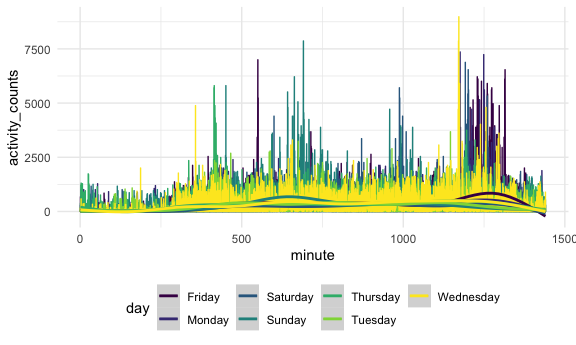 7500
5000
2500
0
activity_counts
0 500 1000 1500
minute
day
Friday Saturday Thursday Wednesday
Monday Sunday Tuesday